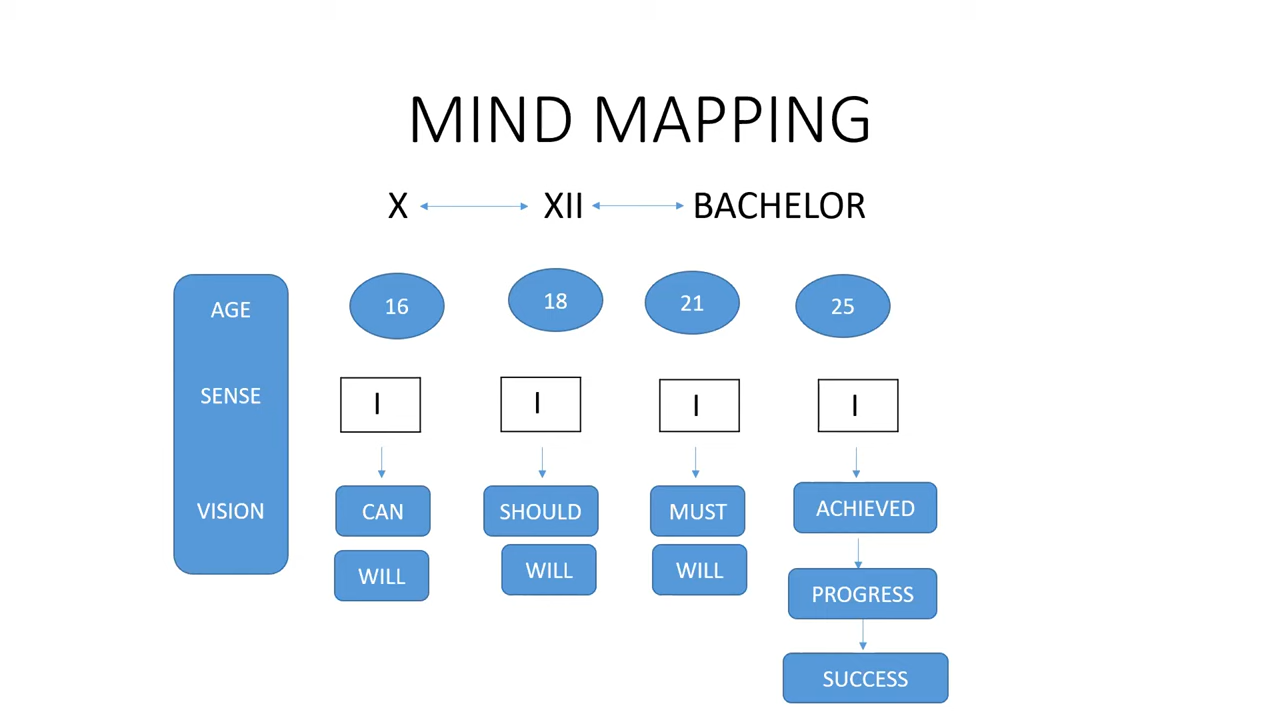 MIND MAPPING
X XII BACHELOR
AGE 16 18 21 25
SENSE I I I I
VISION CAN SHOULD MUST ACHIEVED
WILL WILL WILL PROGRESS
SUCCESS